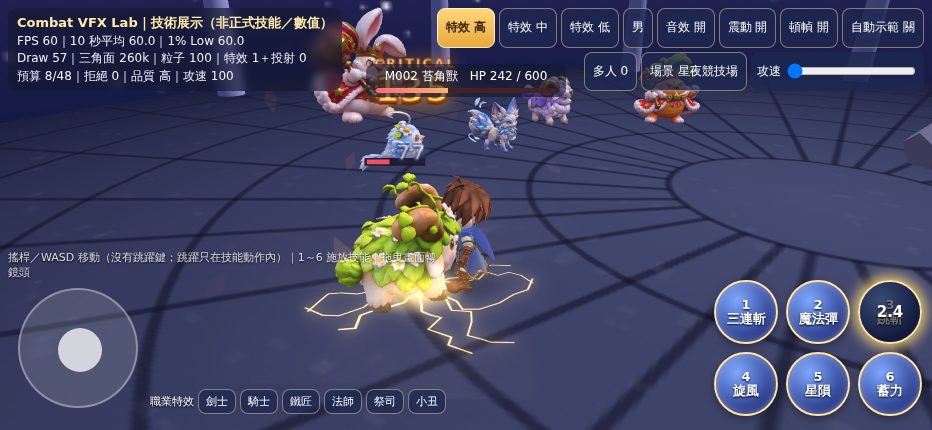 Combat VFX Lab｜技術展示（非正式技能／數值）
FPS 60｜10 秒平均 60.0｜1% Low 60.0
Draw 57｜三角面 260k｜粒子 100｜特效 1＋投射 0
預算 8/48｜拒絕 0｜品質 高｜攻速 100
特效 高
特效 中
特效 低
男
音效 開
震動 開
頓幀 開
自動示範 關
多人 0
場景 星夜競技場
攻速
CRITICAL
M002 苔角獸 HP 242 / 600
77
搖桿／WASD 移動（沒有跳躍鍵；跳躍只在技能動作內）｜1～6 施放技能
鏡頭
1
三連斬
2
魔法彈
3
跳斬
2.4
4
旋風
5
星隕
6
蓄力
職業特效
劍士
騎士
鐵匠
法師
祭司
小丑